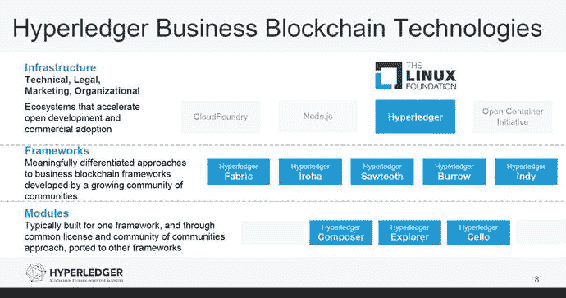 Hyperledger Business Blockchain Technologies
Infrastructure
Technical, Legal,
Marketing, Organizational
Ecosystems that accelerate
open development and
commercial adoption
THE
LINUX
FOUNDATION
CloudFoundry
Node.js
Hyperledger
Open Container
Initiative
Frameworks
Meaningfully differentiated approaches
to business blockchain frameworks
developed by a growing community of
communities
Hyperledger
Fabric
Hyperledger
Iroha
Hyperledger
Sawtooth
Hyperledger
Burrow
Hyperledger
Indy
Modules
Typically built for one framework, and through
common license and community of communities
approach, ported to other frameworks
Hyperledger
Composer
Hyperledger
Explorer
Hyperledger
Cello
HYPERLEDGER